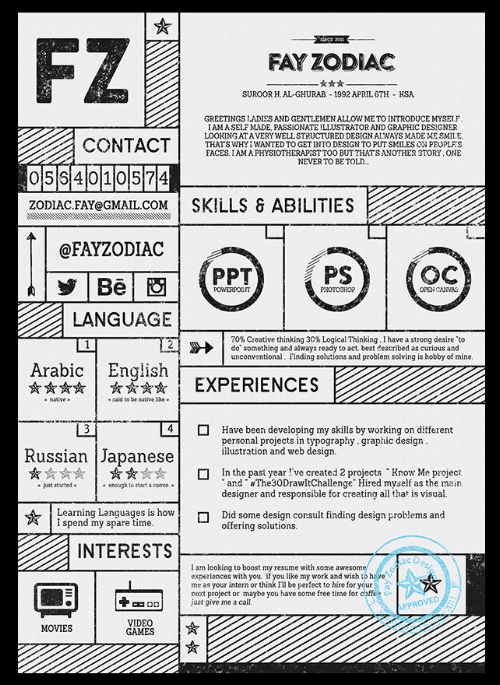 FZ
CONTACT
0564010574
ZODIAC.FAY@GMAIL.COM
@FAYZODIAC
Bē
LANGUAGE
1
Arabic
« native »
2
English
« said to be native like »
3
Russian
« just started »
4
Japanese
« enough to start a convo. »
Learning Languages is how
I spend my spare time.
INTERESTS
MOVIES
VIDEO
GAMES
SINCE
FAY ZODIAC
SUROOR H. AL-GHURAB. - 1992 APRIL 6TH - KSA.
GREETINGS LADIES AND GENTLEMEN ALLOW ME TO INTRODUCE MYSELF.
I AM A SELF MADE, PASSIONATE ILLUSTRATOR AND GRAPHIC DESIGNER
LOOKING AT A VERY WELL STRUCTURED DESIGN ALWAYS MADE ME SMILE.
THAT'S WHY I WANTED TO GET INTO DESIGN TO PUT SMILES ON PEOPLE'S
FACES. I AM A PHYSIOTHERAPIST TOO BUT THAT'S ANOTHER STORY, ONE
NEVER TO BE TOLD...
SKILLS & ABILITIES
PPT
POWERPOINT
PS
PHOTOSHOP
OC
OPEN CANVAS
70% Creative thinking 30% Logical Thinking , I have a strong desire "to
do" something and always ready to act. best described as curious and
unconventional . Finding solutions and problem solving is hobby of mine.
EXPERIENCES
Have been developing my skills by working on different
personal projects in typography , graphic design ,
illustration and web design.
In the past year I've created 2 projects " Know Me project
" and " #The30DrawItChallenge" Hired myself as the main
designer and responsible for creating all that is visual.
Did some design consult finding design problems and
offering solutions.
I am looking to boost my resume with some awesome
experiences with you. if you like my work and wish to have
me as your intern or think I'll be perfect to hire for your
next project or maybe you have some free time for coffee
just give me a call.
Fay Zodiac Design
APPROVED